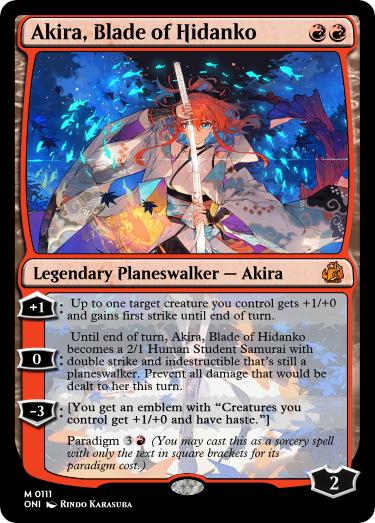 Akira, Blade of Hidanko
+1: Up to one target creature you control gets +1/+0
and gains first strike until end of turn.
Legendary Planeswalker — Akira
0: Until end of turn, Akira, Blade of Hidanko
becomes a 2/1 Human Student Samurai with
double strike and indestructible that's still a
planeswalker. Prevent all damage that would be
dealt to her this turn.
-3: [You get an emblem with “Creatures you
control get +1/+0 and have haste.”]
Paradigm 3 (You may cast this as a sorcery spell
with only the text in square brackets for its
paradigm cost.)
2
M 0111
ONI Rindo Karasuba